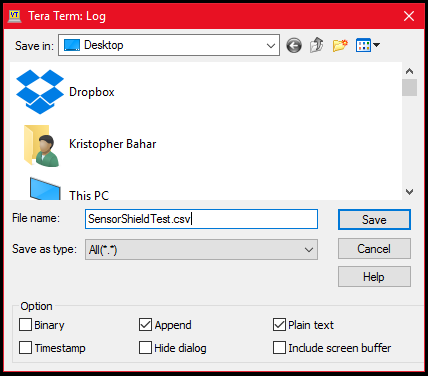 VT
Tera Term: Log
Save in:
Desktop
Dropbox
Kristopher Bahar
This PC
File name:
SensorShieldTest.csv
Save
Save as type:
All(*.*)
Cancel
Help
Option
Binary
Append
Plain text
Timestamp
Hide dialog
Include screen buffer